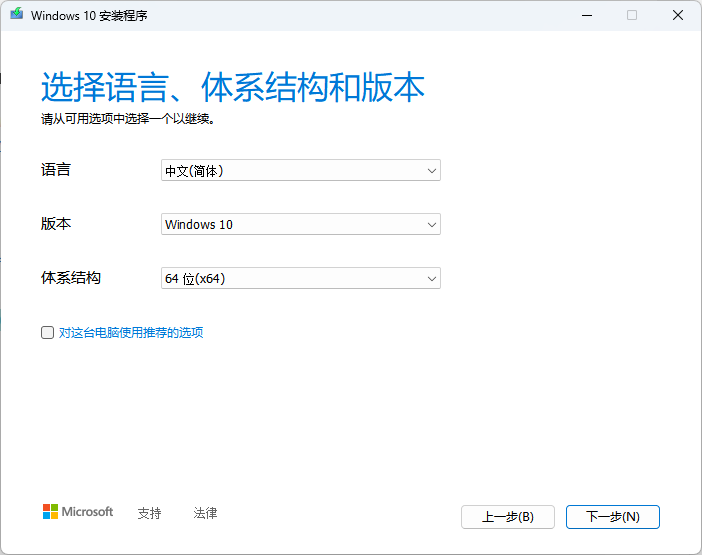 Windows 10 安装程序
选择语言、体系结构和版本
请从可用选项中选择一个以继续。
语言 中文(简体)
版本 Windows 10
体系结构 64 位(x64)
对这台电脑使用推荐的选项
Microsoft 支持 法律 上一步(B) 下一步(N)